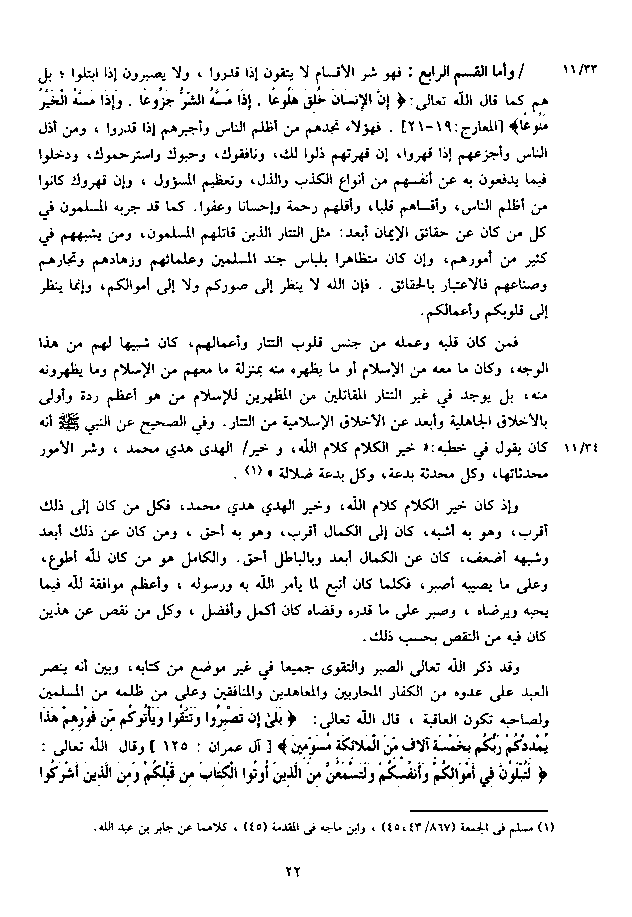 ١١/٣٣ / وأما القسم الرابع : فهو شر الأقسام لا يتقون إذا قدروا ، ولا يصبرون إذا ابتلوا ؛ بل
هم كما قال الله تعالى: ﴿ إِنَّ الإِنسَانَ خُلِقَ هَلُوعًا . إِذَا مَسَّهُ الشَّرُّ جَزُوعًا . وَإِذَا مَسَّهُ الْخَيْرُ
مَنُوعًا﴾ [المعارج:١٩-٢١] . فهؤلاء تجدهم من أظلم الناس وأجبرهم إذا قدروا ، ومن أذل
الناس وأجزعهم إذا قهروا، إن قهرتهم ذلوا لك، ونافقوك، وحبوك واسترحموك، ودخلوا
فيما يدفعون به عن أنفسهم من أنواع الكذب والذل، وتعظيم المسؤول ، وإن قهروك كانوا
من أظلم الناس، وأقساهم قلبا، وأقلهم رحمة وإحسانا وعفوا. كما قد جربه المسلمون في
كل من كان عن حقائق الإيمان أبعد: مثل التتار الذين قاتلهم المسلمون، ومن يشبههم في
كثير من أمورهم، وإن كان متظاهرا بلباس جند المسلمين وعلمائهم وزهادهم وتجارهم
وصناعهم فالاعتبار بالحقائق . فإن الله لا ينظر إلى صوركم ولا إلى أموالكم، وإنما ينظر
إلى قلوبكم وأعمالكم.
فمن كان قلبه وعمله من جنس قلوب التتار وأعمالهم، كان شبيها لهم من هذا
الوجه، وكان ما معه من الإسلام أو ما يظهره منه بمنزلة ما معهم من الإسلام وما يظهرونه
منه، بل يوجد في غير التتار المقاتلين من المظهرين للإسلام من هو أعظم ردة وأولى
بالأخلاق الجاهلية وأبعد عن الأخلاق الإسلامية من التتار. وفي الصحيح عن النبي ﷺ أنه
١١/٣٤ كان يقول في خطبه:« خير الكلام كلام الله، و خير/ الهدى هدي محمد ، وشر الأمور
محدثاتها، وكل محدثة بدعة، وكل بدعة ضلالة » (١) .
وإذ كان خير الكلام كلام الله، وخير الهدي هدي محمد، فكل من كان إلى ذلك
أقرب، وهو به أشبه، كان إلى الكمال أقرب، وهو به أحق ، ومن كان عن ذلك أبعد
وشبهه أضعف، كان عن الكمال أبعد وبالباطل أحق. والكامل هو من كان لله أطوع،
وعلى ما يصيبه أصبر، فكلما كان أتبع لما يأمر الله به ورسوله ، وأعظم موافقة لله فيما
يحبه ويرضاه ، وصبر على ما قدره وقضاه كان أكمل وأفضل ، وكل من نقص عن هذين
كان فيه من النقص بحسب ذلك.
وقد ذكر الله تعالى الصبر والتقوى جميعا في غير موضع من كتابه، وبين أنه ينصر
العبد على عدوه من الكفار المحاربين والمعاهدين والمنافقين وعلى من ظلمه من المسلمين
ولصاحبه تكون العاقبة ، قال الله تعالى: ﴿ بَلَىٰ إِن تَصْبِرُوا وَتَتَّقُوا وَيَأْتُوكُم مِّن فَوْرِهِمْ هَٰذَا
يُمْدِدْكُمْ رَبُّكُم بِخَمْسَةِ آلافٍ مِّنَ الْمَلائِكَةِ مُسَوِّمِينَ ﴾ [ آل عمران : ١٢٥ ] وقال الله تعالى :
﴿ لَتُبْلَوُنَّ فِي أَمْوَالِكُمْ وَأَنفُسِكُمْ وَلَتَسْمَعُنَّ مِنَ الَّذِينَ أُوتُوا الْكِتَابَ مِن قَبْلِكُمْ وَمِنَ الَّذِينَ أَشْرَكُوا
(١) مسلم في الجمعة (٨٦٧/ ٤٣، ٤٥) ، وابن ماجه في المقدمة (٤٥) ، كلاهما عن جابر بن عبد الله.
٢٢